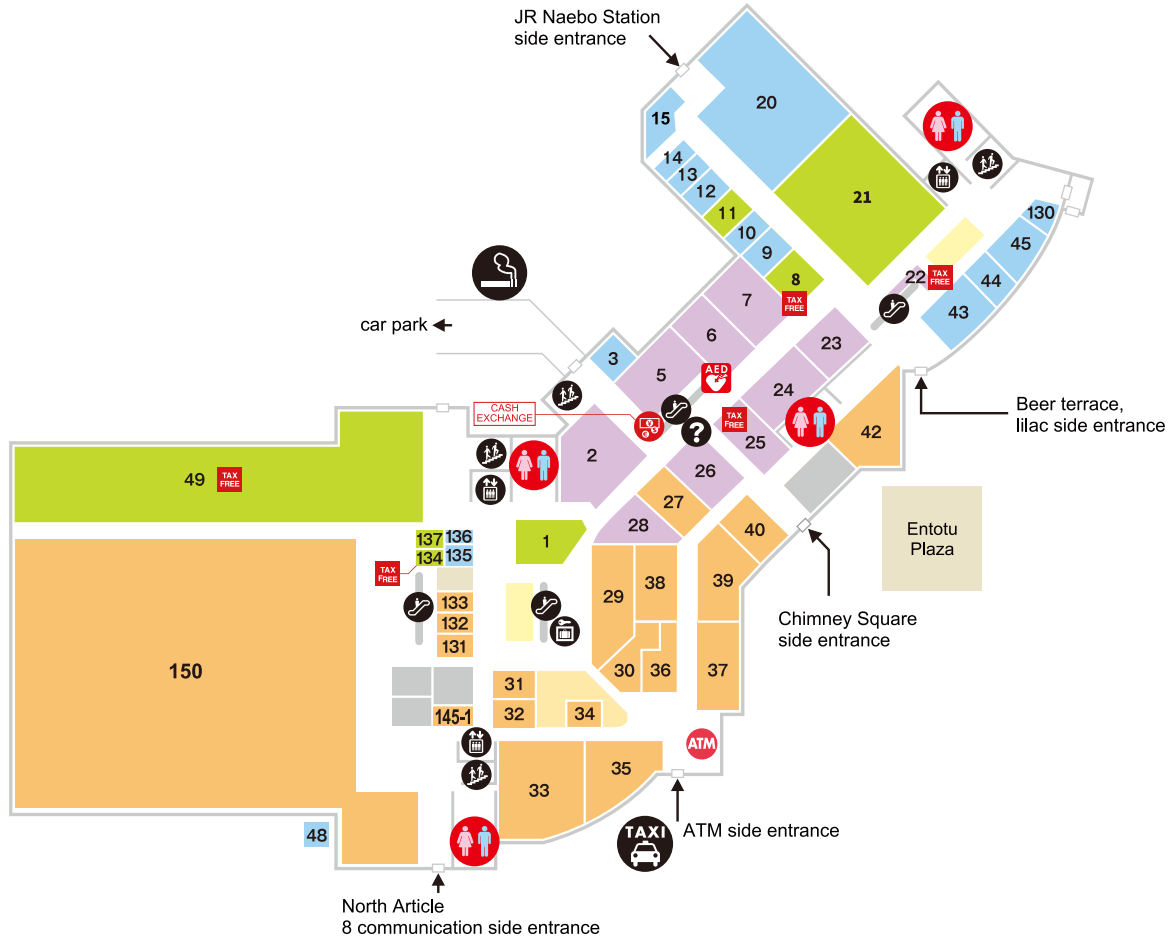 JR Naebo Station
side entrance
20
15
14
13
12
11
10
9
8
TAX
FREE
21
130
45
44
43
22
TAX
FREE
7
6
5
3
car park
AED
23
24
25
TAX
FREE
CASH
EXCHANGE
?
2
26
27
28
42
40
Beer terrace,
lilac side entrance
Entotu
Plaza
Chimney Square
side entrance
49
TAX
FREE
137
136
134
135
TAX
FREE
133
132
131
1
29
38
39
30
36
37
150
145-1
31
32
34
33
35
ATM
ATM side entrance
TAXI
48
North Article
8 communication side entrance